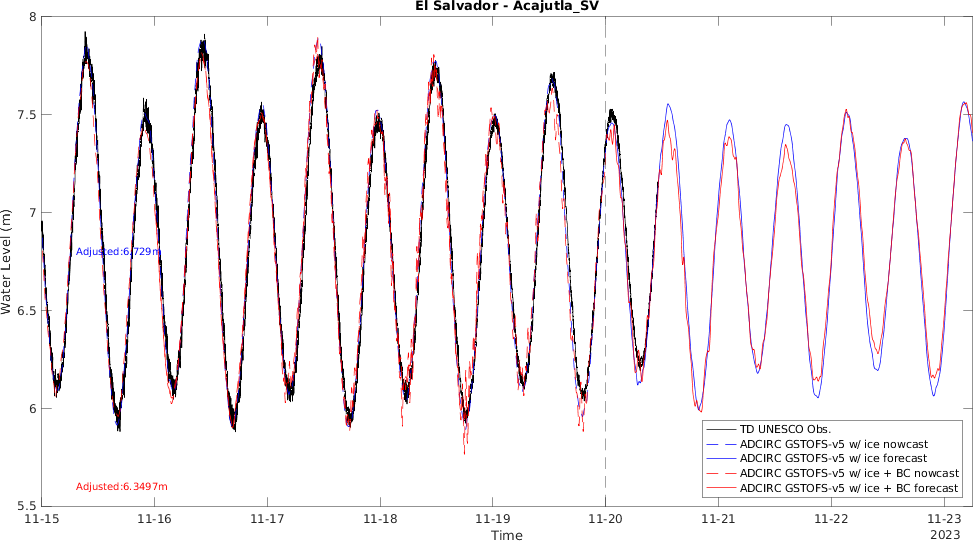 El Salvador - Acajutla_SV
8
7.5
7
6.5
6
5.5
Water Level (m)
Adjusted:6.729m
Adjusted:6.3497m
TD UNESCO Obs.
ADCIRC GSTOFS-v5 w/ ice nowcast
ADCIRC GSTOFS-v5 w/ ice forecast
ADCIRC GSTOFS-v5 w/ ice + BC nowcast
ADCIRC GSTOFS-v5 w/ ice + BC forecast
11-15 11-16 11-17 11-18 11-19 11-20 11-21 11-22 11-23
Time
2023